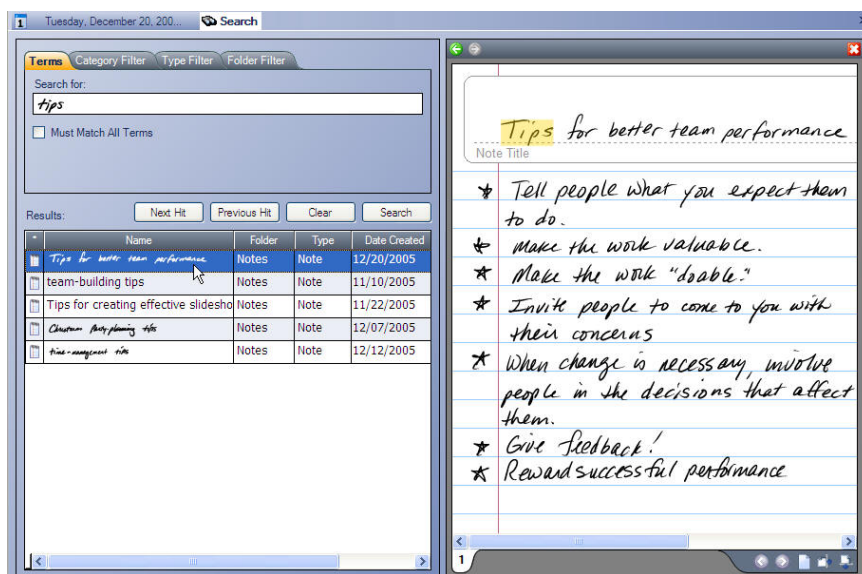 1 Tuesday, December 20, 200... Search
Terms Category Filter Type Filter Folder Filter
Search for:
tips
Must Match All Terms
Results: Next Hit Previous Hit Clear Search
Name Folder Type Date Created
Tips for better team performance Notes Note 12/20/2005
team-building tips Notes Note 11/10/2005
Tips for creating effective slidesho Notes Note 11/22/2005
Christmas Party-planning tips Notes Note 12/07/2005
time-management tips Notes Note 12/12/2005
Tips for better team performance
Note Title
Tell people what you expect them
to do.
Make the work valuable.
Make the work "doable."
Invite people to come to you with
their concerns
When change is necessary, involve
people in the decisions that affect
them.
Give feedback!
Reward successful performance
1